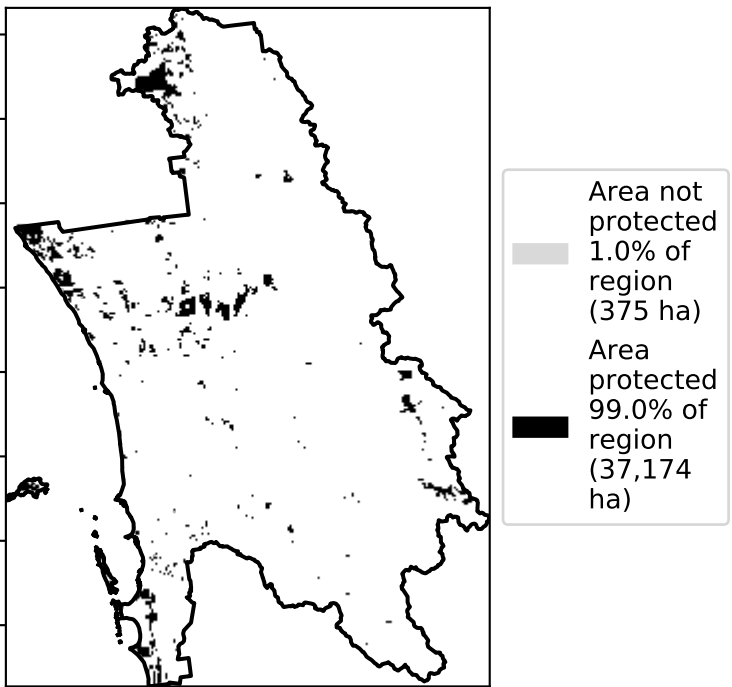 Area not
protected
1.0% of
region
(375 ha)
Area
protected
99.0% of
region
(37,174
ha)